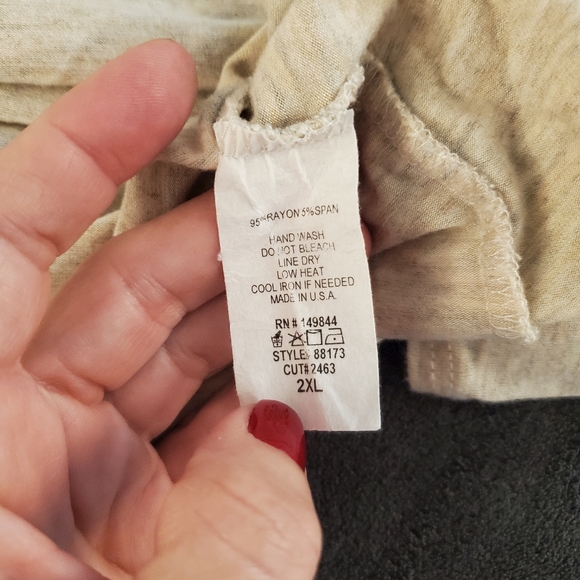 95% RAYON 5% SPAN
HAND WASH
DO NOT BLEACH
LINE DRY
LOW HEAT
COOL IRON IF NEEDED
MADE IN U.S.A.
RN# 149844
STYLE: 88173
CUT# 2463
2XL